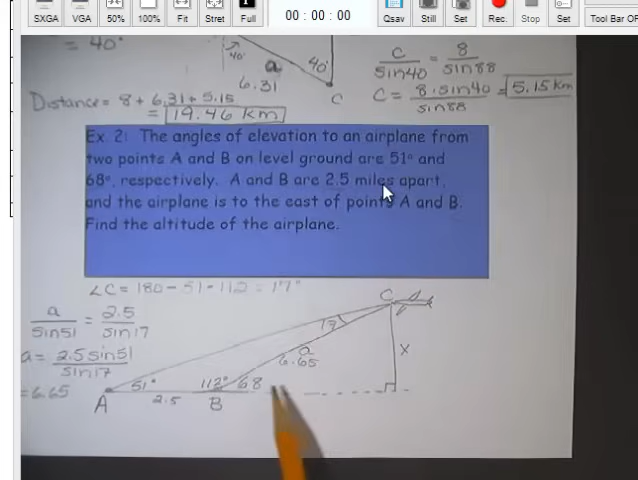 SXGA VGA 50% 100% Fit Stret Full 00 : 00 : 00 Qsav Still Set Rec. Stop Set Tool Bar OF
= 40°
40°
a
40°
6.31
C
C/sin40 = 8/sin88
C = 8·sin40/sin88 = 5.15 km
Distance = 8 + 6.31 + 5.15
= 19.46 km
Ex. 2: The angles of elevation to an airplane from
two points A and B on level ground are 51° and
68°, respectively. A and B are 2.5 miles apart,
and the airplane is to the east of points A and B.
Find the altitude of the airplane.
∠C = 180 - 51 - 112 = 17°
a/sin51 = 2.5/sin17
a = 2.5sin51/sin17
= 6.65
C
17
a
6.65
x
51°
112°
68
A
2.5
B